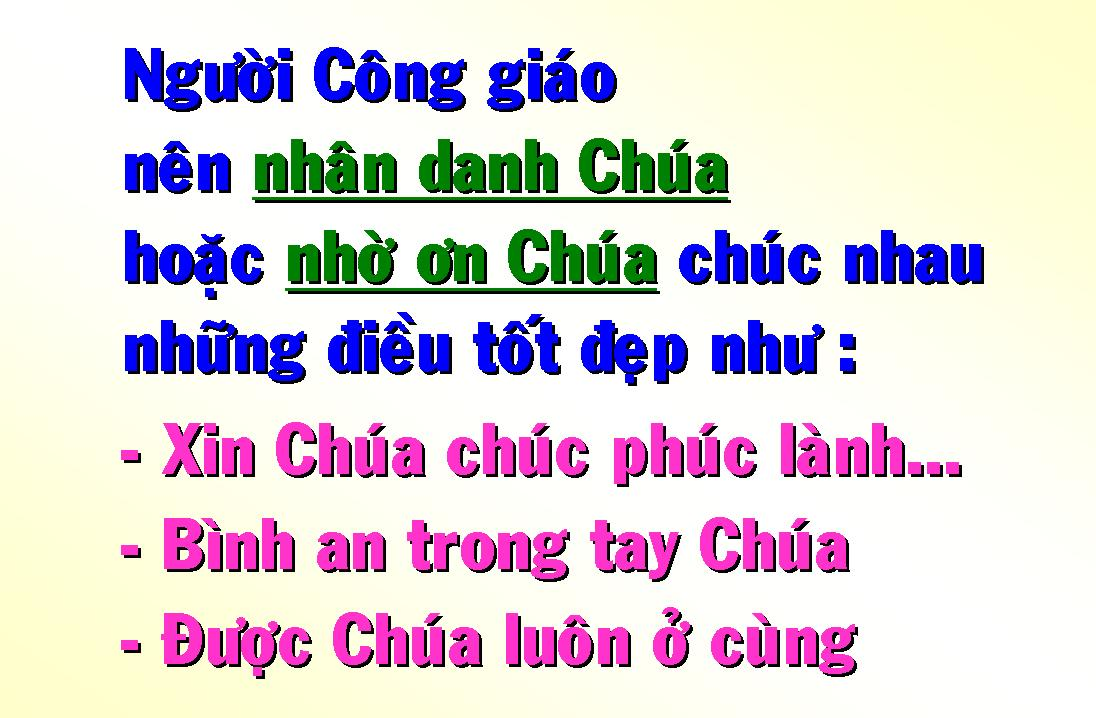 Người Công giáo
nên nhân danh Chúa
hoặc nhờ ơn Chúa chúc nhau
những điều tốt đẹp như :
- Xin Chúa chúc phúc lành...
- Bình an trong tay Chúa
- Được Chúa luôn ở cùng